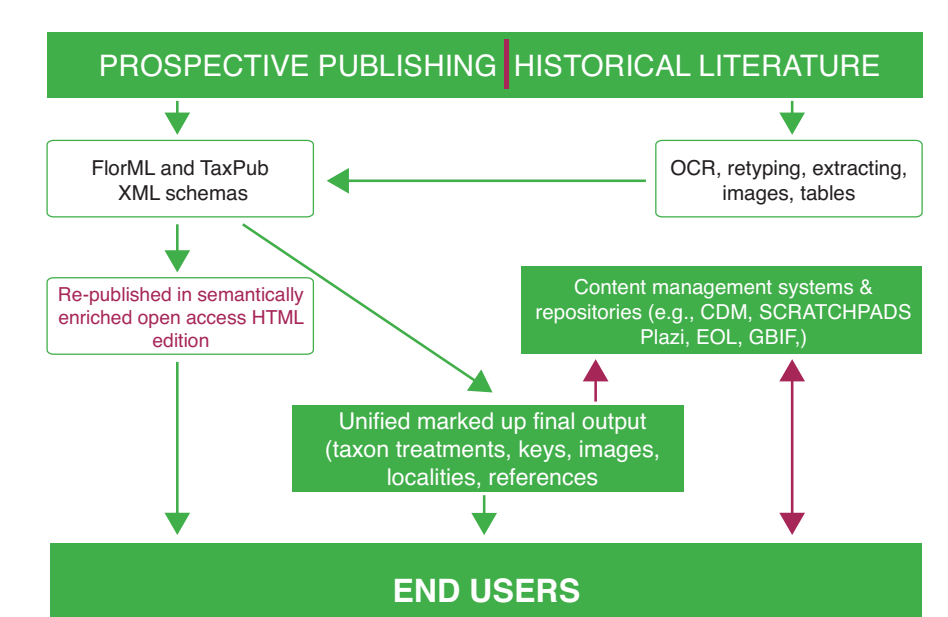 PROSPECTIVE PUBLISHING HISTORICAL LITERATURE
FlorML and TaxPub
XML schemas
OCR, retyping, extracting,
images, tables
Re-published in semantically
enriched open access HTML
edition
Content management systems &
repositories (e.g., CDM, SCRATCHPADS
Plazi, EOL, GBIF,)
Unified marked up final output
(taxon treatments, keys, images,
localities, references
END USERS